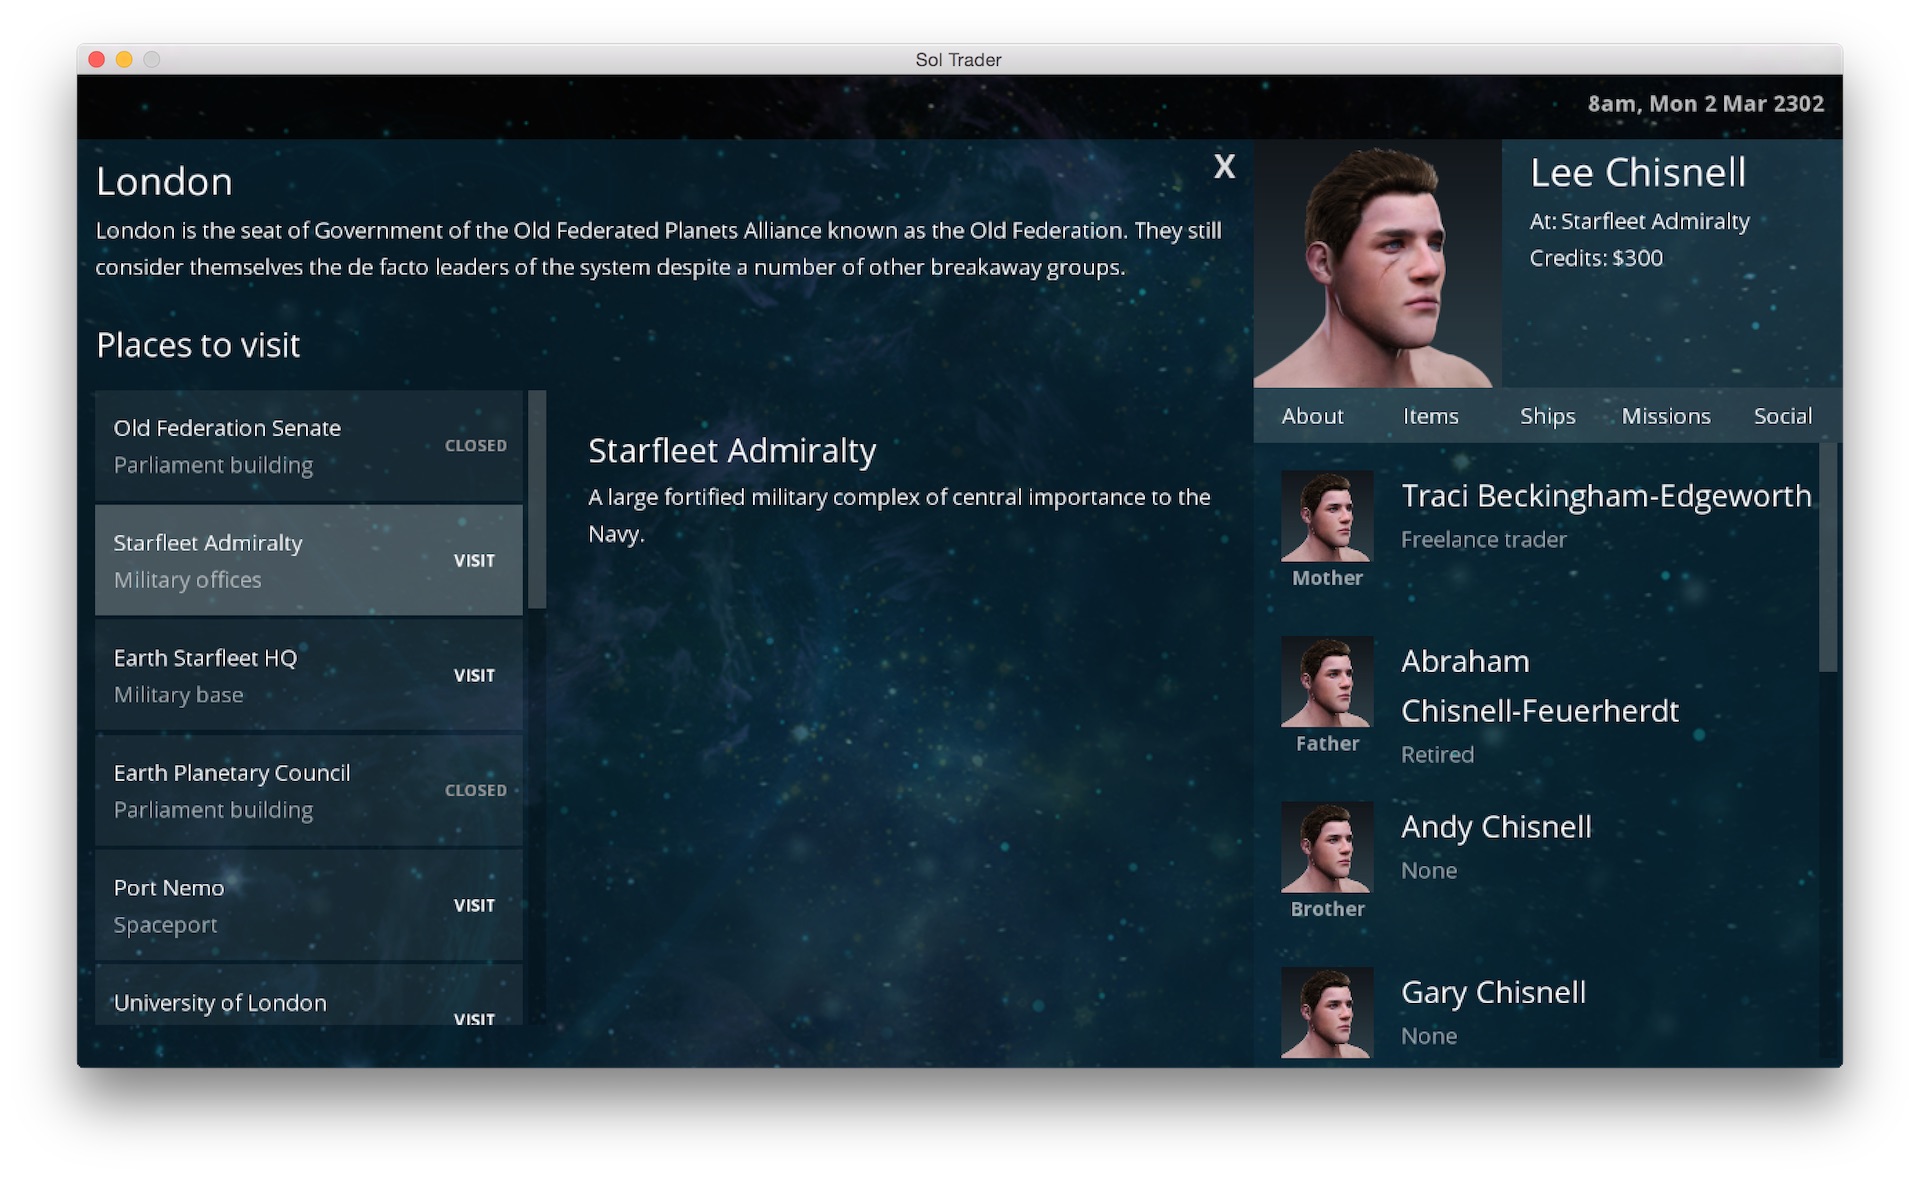 Sol Trader
8am, Mon 2 Mar 2302
London
X
London is the seat of Government of the Old Federated Planets Alliance known as the Old Federation. They still
consider themselves the de facto leaders of the system despite a number of other breakaway groups.
Places to visit
Old Federation Senate
Parliament building
CLOSED
Starfleet Admiralty
Military offices
VISIT
Earth Starfleet HQ
Military base
VISIT
Earth Planetary Council
Parliament building
CLOSED
Port Nemo
Spaceport
VISIT
University of London
VISIT
Starfleet Admiralty
A large fortified military complex of central importance to the
Navy.
Lee Chisnell
At: Starfleet Admiralty
Credits: $300
About Items Ships Missions Social
Traci Beckingham-Edgeworth
Freelance trader
Mother
Abraham
Chisnell-Feuerherdt
Retired
Father
Andy Chisnell
None
Brother
Gary Chisnell
None